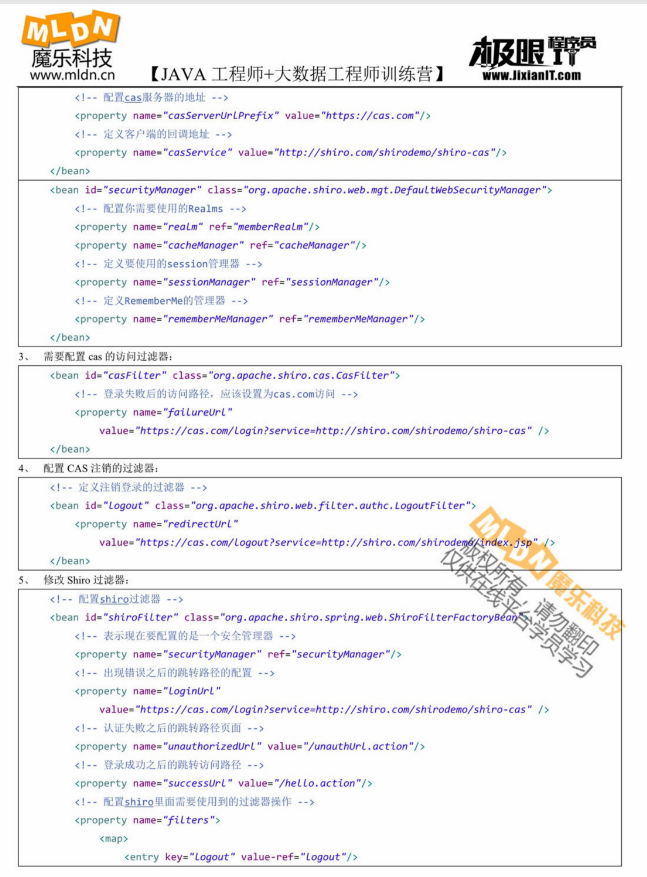 MLDN
魔乐科技
www.mldn.cn
【JAVA 工程师+大数据工程师训练营】
极限IT程序员
www.JixianIT.com
<!-- 配置cas服务器的地址 -->
<property name="casServerUrlPrefix" value="https://cas.com"/>
<!-- 定义客户端的回调地址 -->
<property name="casService" value="http://shiro.com/shirodemo/shiro-cas"/>
</bean>
<bean id="securityManager" class="org.apache.shiro.web.mgt.DefaultWebSecurityManager">
<!-- 配置你需要使用的Realms -->
<property name="realm" ref="memberRealm"/>
<property name="cacheManager" ref="cacheManager"/>
<!-- 定义要使用的session管理器 -->
<property name="sessionManager" ref="sessionManager"/>
<!-- 定义RememberMe的管理器 -->
<property name="rememberMeManager" ref="rememberMeManager"/>
</bean>
3、 需要配置 cas 的访问过滤器:
<bean id="casFilter" class="org.apache.shiro.cas.CasFilter">
<!-- 登录失败后的访问路径，应该设置为cas.com访问 -->
<property name="failureUrl"
value="https://cas.com/login?service=http://shiro.com/shirodemo/shiro-cas" />
</bean>
4、 配置 CAS 注销的过滤器:
<!-- 定义注销登录的过滤器 -->
<bean id="logout" class="org.apache.shiro.web.filter.authc.LogoutFilter">
<property name="redirectUrl"
value="https://cas.com/logout?service=http://shiro.com/shirodemo/index.jsp" />
</bean>
5、 修改 Shiro 过滤器:
<!-- 配置shiro过滤器 -->
<bean id="shiroFilter" class="org.apache.shiro.spring.web.ShiroFilterFactoryBean">
<!-- 表示现在要配置的是一个安全管理器 -->
<property name="securityManager" ref="securityManager"/>
<!-- 出现错误之后的跳转路径的配置 -->
<property name="loginUrl"
value="https://cas.com/login?service=http://shiro.com/shirodemo/shiro-cas" />
<!-- 认证失败之后的跳转路径页面 -->
<property name="unauthorizedUrl" value="/unauthUrl.action"/>
<!-- 登录成功之后的跳转访问路径 -->
<property name="successUrl" value="/hello.action"/>
<!-- 配置shiro里面需要使用到的过滤器操作 -->
<property name="filters">
<map>
<entry key="logout" value-ref="logout"/>
MLDN魔乐科技
版权所有，请勿翻印
仅供在线平台学员学习